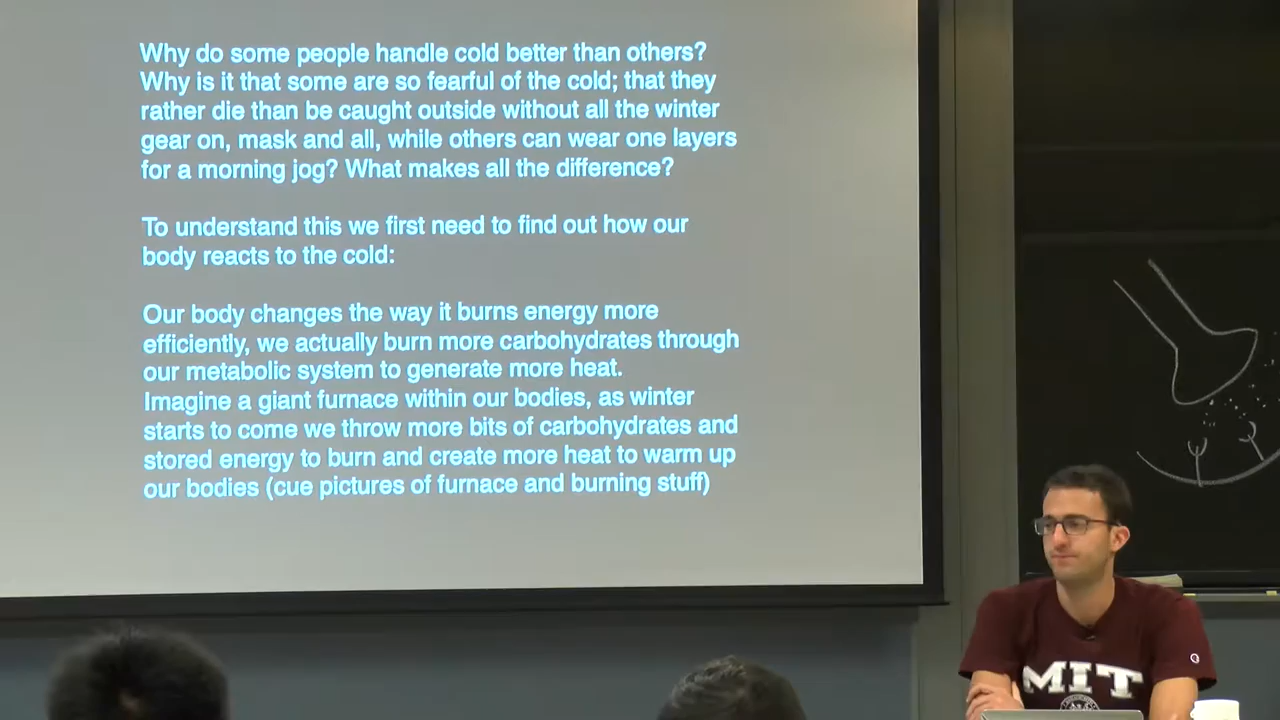 Why do some people handle cold better than others?
Why is it that some are so fearful of the cold; that they
rather die than be caught outside without all the winter
gear on, mask and all, while others can wear one layers
for a morning jog? What makes all the difference?
To understand this we first need to find out how our
body reacts to the cold:
Our body changes the way it burns energy more
efficiently, we actually burn more carbohydrates through
our metabolic system to generate more heat.
Imagine a giant furnace within our bodies, as winter
starts to come we throw more bits of carbohydrates and
stored energy to burn and create more heat to warm up
our bodies (cue pictures of furnace and burning stuff)
MIT